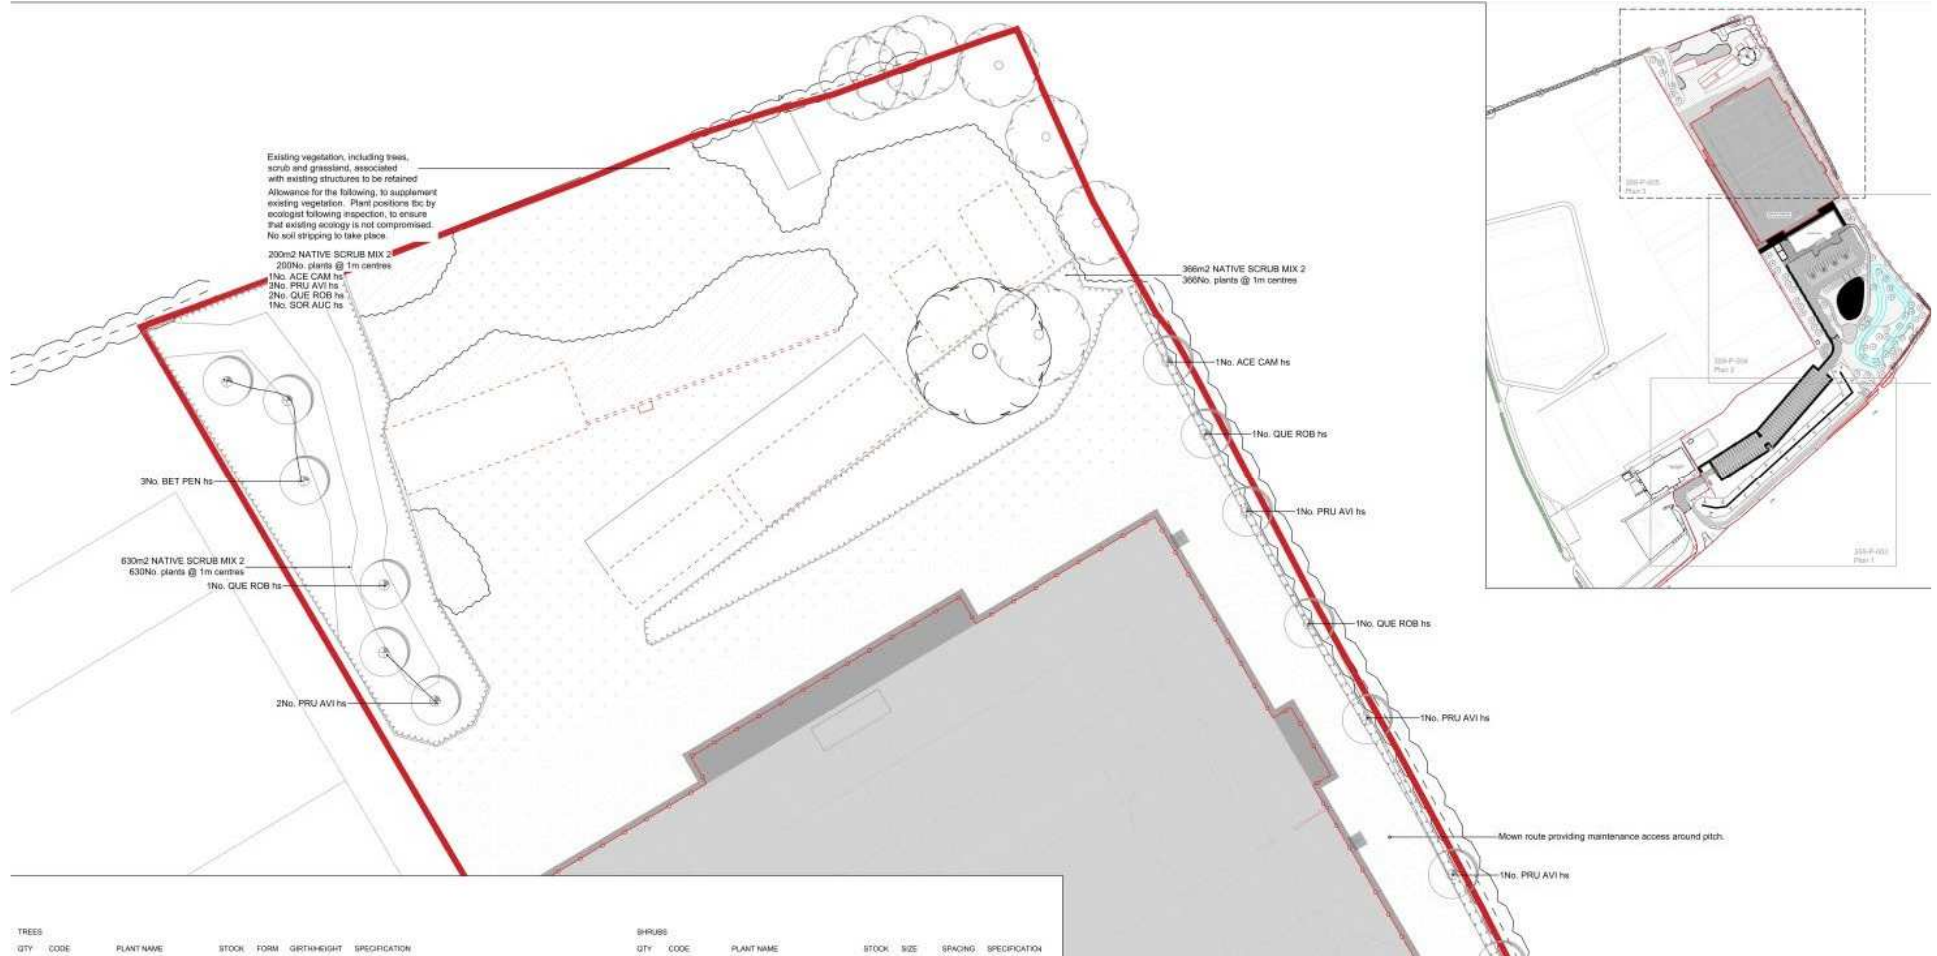 Existing vegetation, including trees,
scrub and grassland, associated
with existing structures to be retained
Allowance for the following, to supplement
existing vegetation. Plant positions tbc by
ecologist following inspection, to ensure
that existing ecology is not compromised.
No soil stripping to take place.
200m2 NATIVE SCRUB MIX 2
200No. plants @ 1m centres
1No. ACE CAM hs
3No. PRU AVI hs
2No. QUE ROB hs
1No. SOR AUC hs
366m2 NATIVE SCRUB MIX 2
366No. plants @ 1m centres
1No. ACE CAM hs
1No. QUE ROB hs
3No. BET PEN hs
1No. PRU AVI hs
630m2 NATIVE SCRUB MIX 2
630No. plants @ 1m centres
1No. QUE ROB hs
1No. QUE ROB hs
2No. PRU AVI hs
1No. PRU AVI hs
Mown route providing maintenance access around pitch.
1No. PRU AVI hs
Plan 3
Plan 2
Plan 1
TREES
QTY CODE PLANT NAME STOCK FORM GIRTH/HEIGHT SPECIFICATION
SHRUBS
QTY CODE PLANT NAME STOCK SIZE SPACING SPECIFICATION